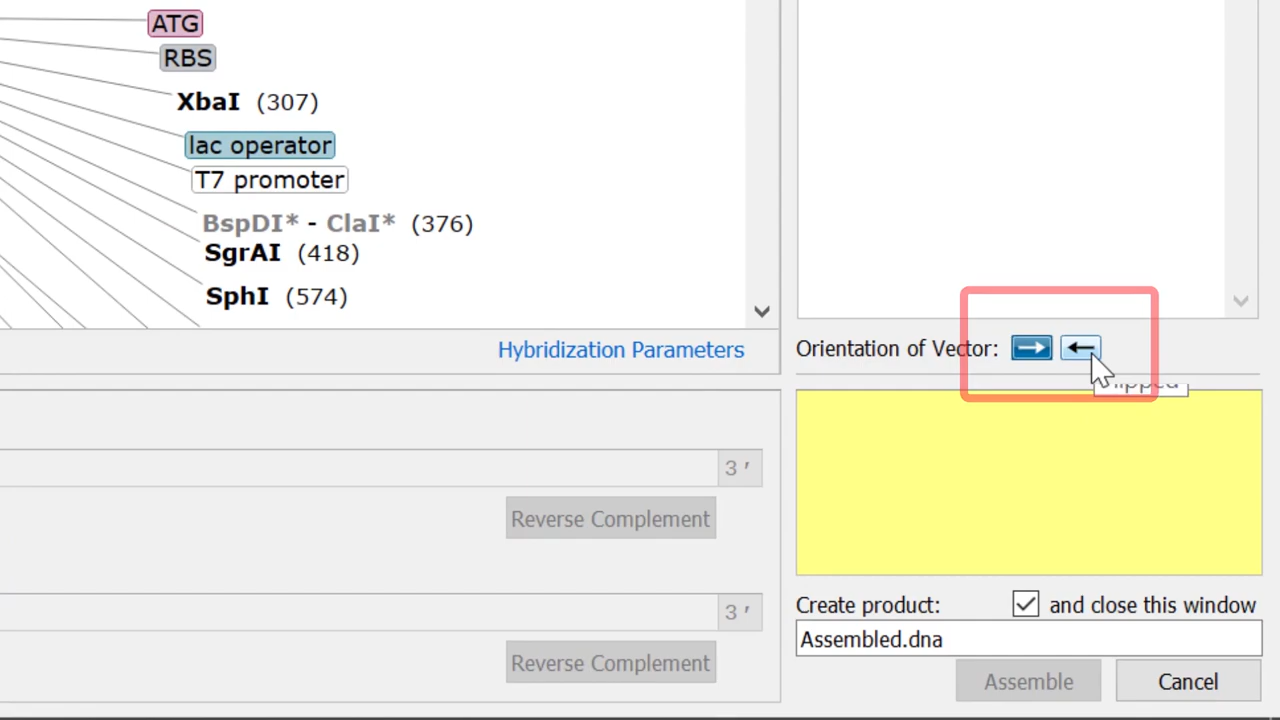 ATG
RBS
XbaI (307)
lac operator
T7 promoter
BspDI* - ClaI* (376)
SgrAI (418)
SphI (574)
Hybridization Parameters
Orientation of Vector:
3 ′
Reverse Complement
3 ′
Reverse Complement
Create product:
and close this window
Assembled.dna
Assemble
Cancel